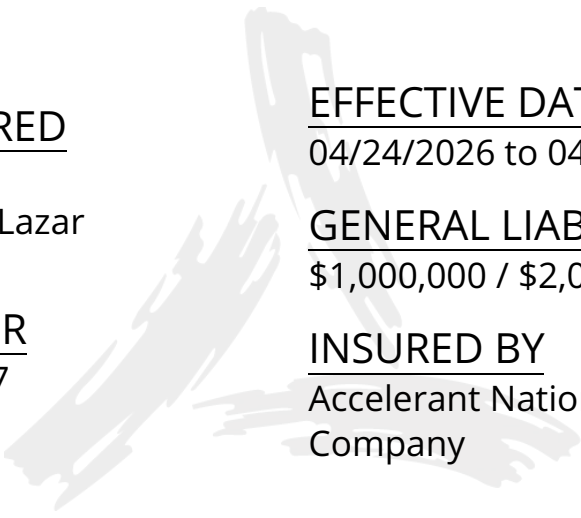 RED
Lazar
R
7
EFFECTIVE DAT
04/24/2026 to 04
GENERAL LIAB
$1,000,000 / $2,0
INSURED BY
Accelerant Natio
Company